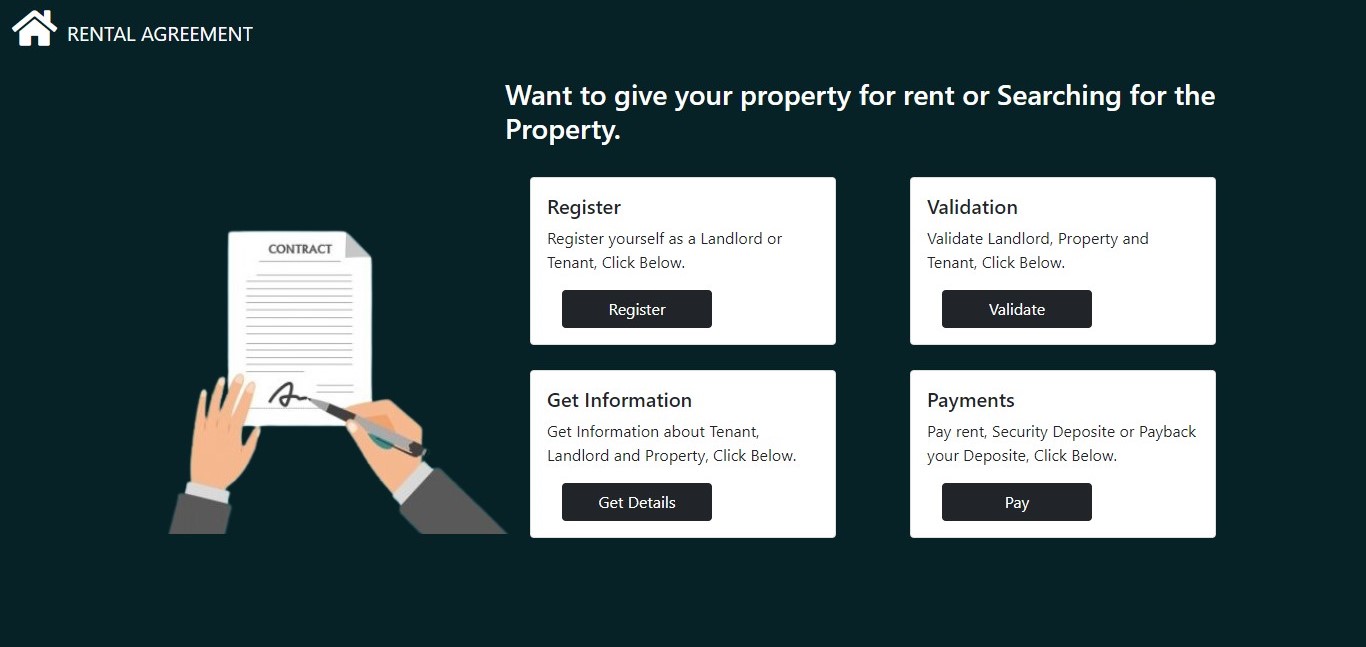 RENTAL AGREEMENT
Want to give your property for rent or Searching for the
Property.
Register
Register yourself as a Landlord or
Tenant, Click Below.
Register
Validation
Validate Landlord, Property and
Tenant, Click Below.
Validate
CONTRACT
Get Information
Get Information about Tenant,
Landlord and Property, Click Below.
Get Details
Payments
Pay rent, Security Deposite or Payback
your Deposite, Click Below.
Pay